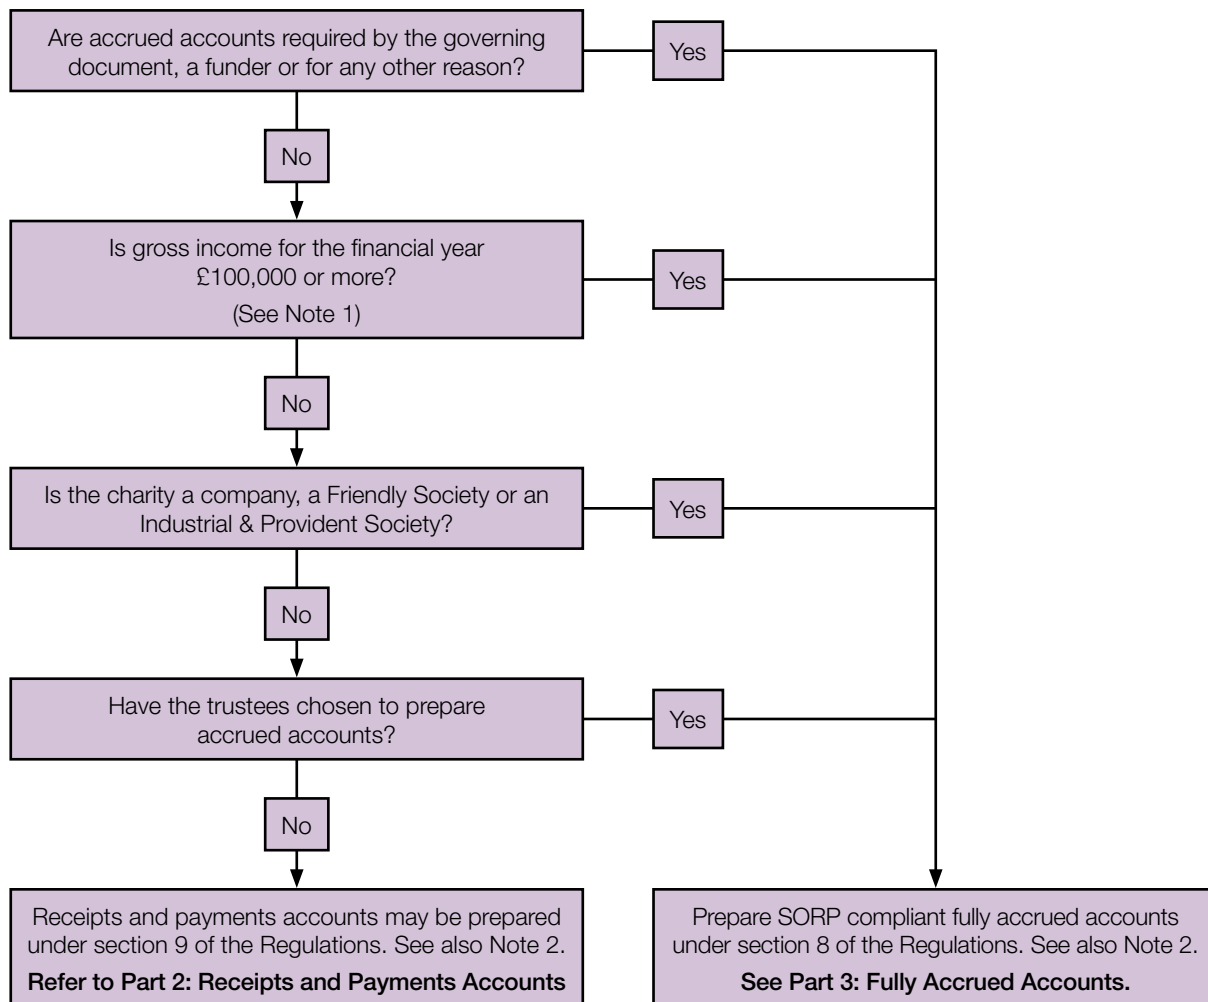 Are accrued accounts required by the governing
document, a funder or for any other reason?
Yes
No
Is gross income for the financial year
£100,000 or more?
(See Note 1)
Yes
No
Is the charity a company, a Friendly Society or an
Industrial & Provident Society?
Yes
No
Have the trustees chosen to prepare
accrued accounts?
Yes
No
Receipts and payments accounts may be prepared
under section 9 of the Regulations. See also Note 2.
Refer to Part 2: Receipts and Payments Accounts
Prepare SORP compliant fully accrued accounts
under section 8 of the Regulations. See also Note 2.
See Part 3: Fully Accrued Accounts.